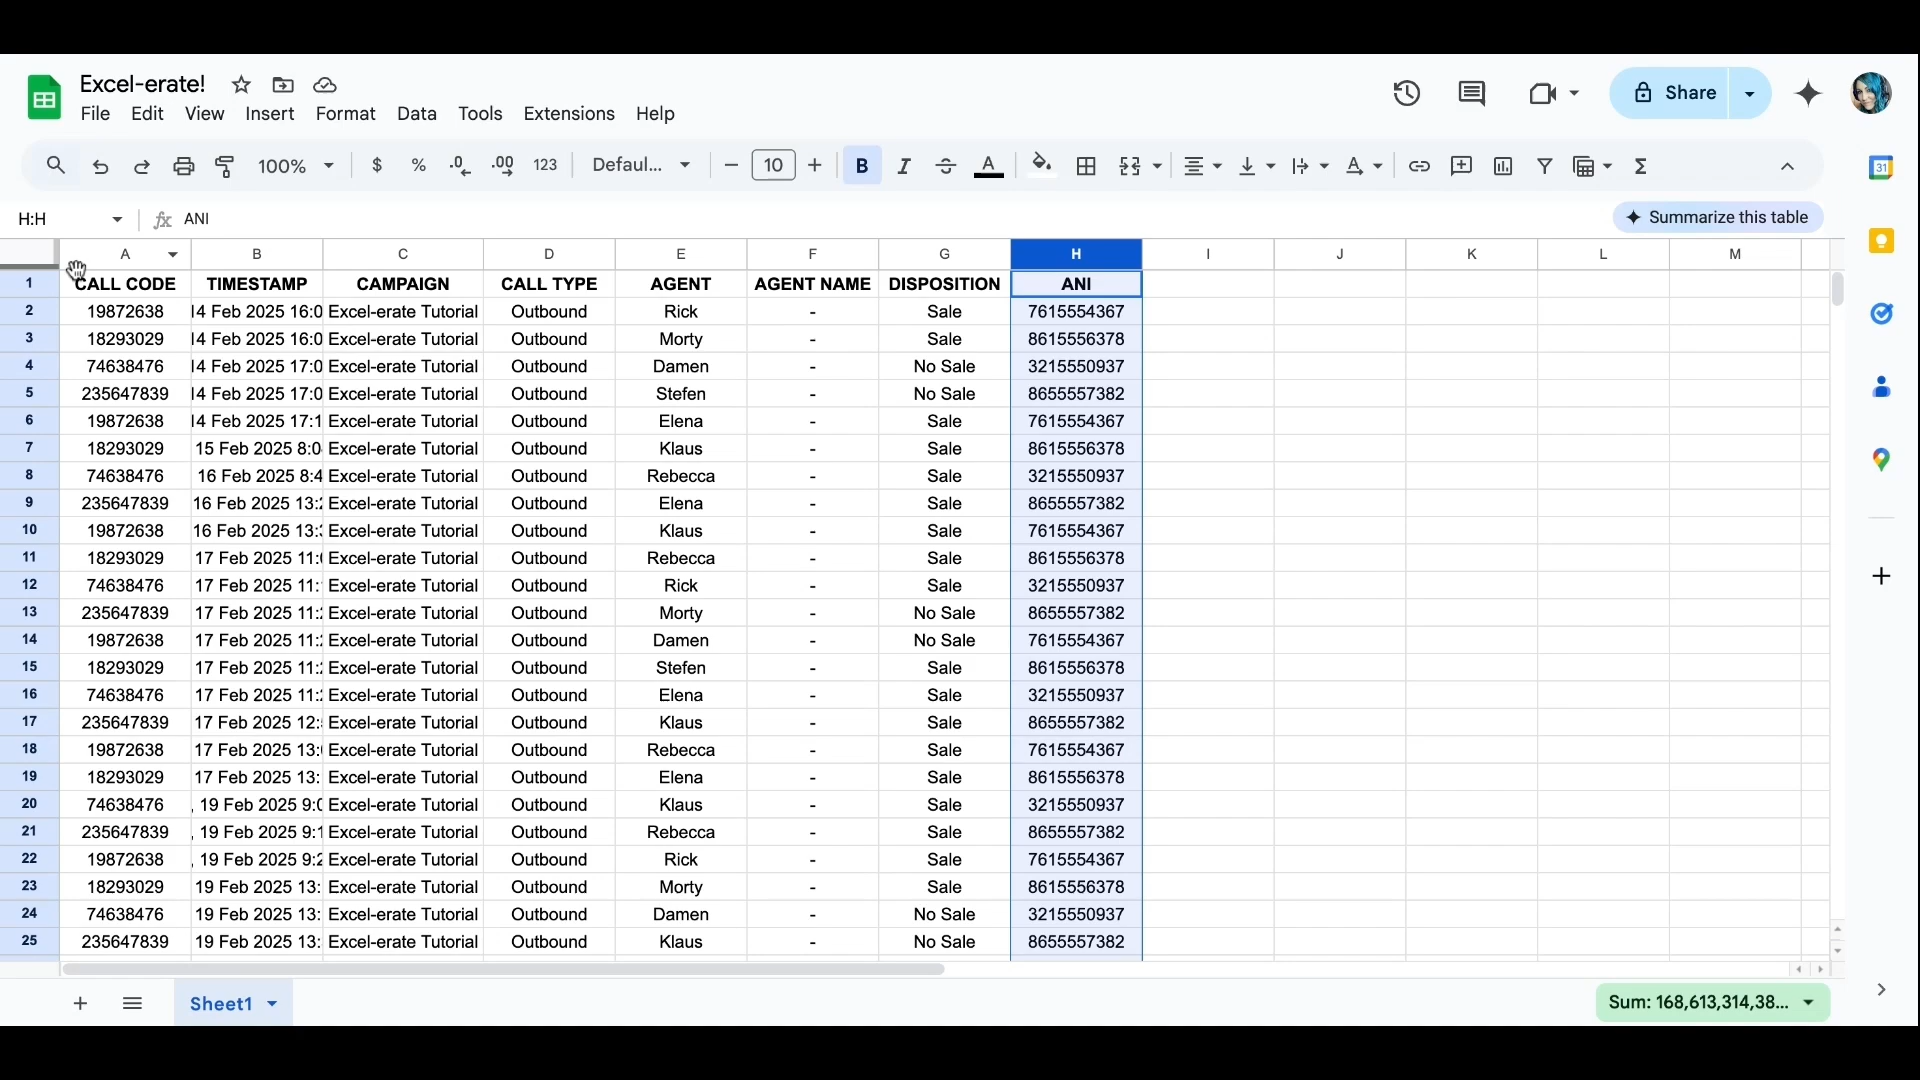 Excel-erate!
File Edit View Insert Format Data Tools Extensions Help
Share
100% $ % .0 .00 123 Defaul... − 10 + B I S A Σ
31
H:H fx ANI
Summarize this table
A B C D E F G H I J K L M
1 CALL CODE TIMESTAMP CAMPAIGN CALL TYPE AGENT AGENT NAME DISPOSITION ANI
2 19872638 14 Feb 2025 16:0 Excel-erate Tutorial Outbound Rick - Sale 7615554367
3 18293029 14 Feb 2025 16:0 Excel-erate Tutorial Outbound Morty - Sale 8615556378
4 74638476 14 Feb 2025 17:0 Excel-erate Tutorial Outbound Damen - No Sale 3215550937
5 235647839 14 Feb 2025 17:0 Excel-erate Tutorial Outbound Stefen - No Sale 8655557382
6 19872638 14 Feb 2025 17:1 Excel-erate Tutorial Outbound Elena - Sale 7615554367
7 18293029 15 Feb 2025 8:0 Excel-erate Tutorial Outbound Klaus - Sale 8615556378
8 74638476 16 Feb 2025 8:4 Excel-erate Tutorial Outbound Rebecca - Sale 3215550937
9 235647839 16 Feb 2025 13: Excel-erate Tutorial Outbound Elena - Sale 8655557382
10 19872638 16 Feb 2025 13: Excel-erate Tutorial Outbound Klaus - Sale 7615554367
11 18293029 17 Feb 2025 11: Excel-erate Tutorial Outbound Rebecca - Sale 8615556378
12 74638476 17 Feb 2025 11: Excel-erate Tutorial Outbound Rick - Sale 3215550937
13 235647839 17 Feb 2025 11: Excel-erate Tutorial Outbound Morty - No Sale 8655557382
14 19872638 17 Feb 2025 11: Excel-erate Tutorial Outbound Damen - No Sale 7615554367
15 18293029 17 Feb 2025 11: Excel-erate Tutorial Outbound Stefen - Sale 8615556378
16 74638476 17 Feb 2025 11: Excel-erate Tutorial Outbound Elena - Sale 3215550937
17 235647839 17 Feb 2025 12: Excel-erate Tutorial Outbound Klaus - Sale 8655557382
18 19872638 17 Feb 2025 13: Excel-erate Tutorial Outbound Rebecca - Sale 7615554367
19 18293029 17 Feb 2025 13: Excel-erate Tutorial Outbound Elena - Sale 8615556378
20 74638476 , 19 Feb 2025 9:0 Excel-erate Tutorial Outbound Klaus - Sale 3215550937
21 235647839 , 19 Feb 2025 9:1 Excel-erate Tutorial Outbound Rebecca - Sale 8655557382
22 19872638 , 19 Feb 2025 9:2 Excel-erate Tutorial Outbound Rick - Sale 7615554367
23 18293029 19 Feb 2025 13: Excel-erate Tutorial Outbound Morty - Sale 8615556378
24 74638476 19 Feb 2025 13: Excel-erate Tutorial Outbound Damen - No Sale 3215550937
25 235647839 19 Feb 2025 13: Excel-erate Tutorial Outbound Klaus - No Sale 8655557382
Sheet1
Sum: 168,613,314,38...